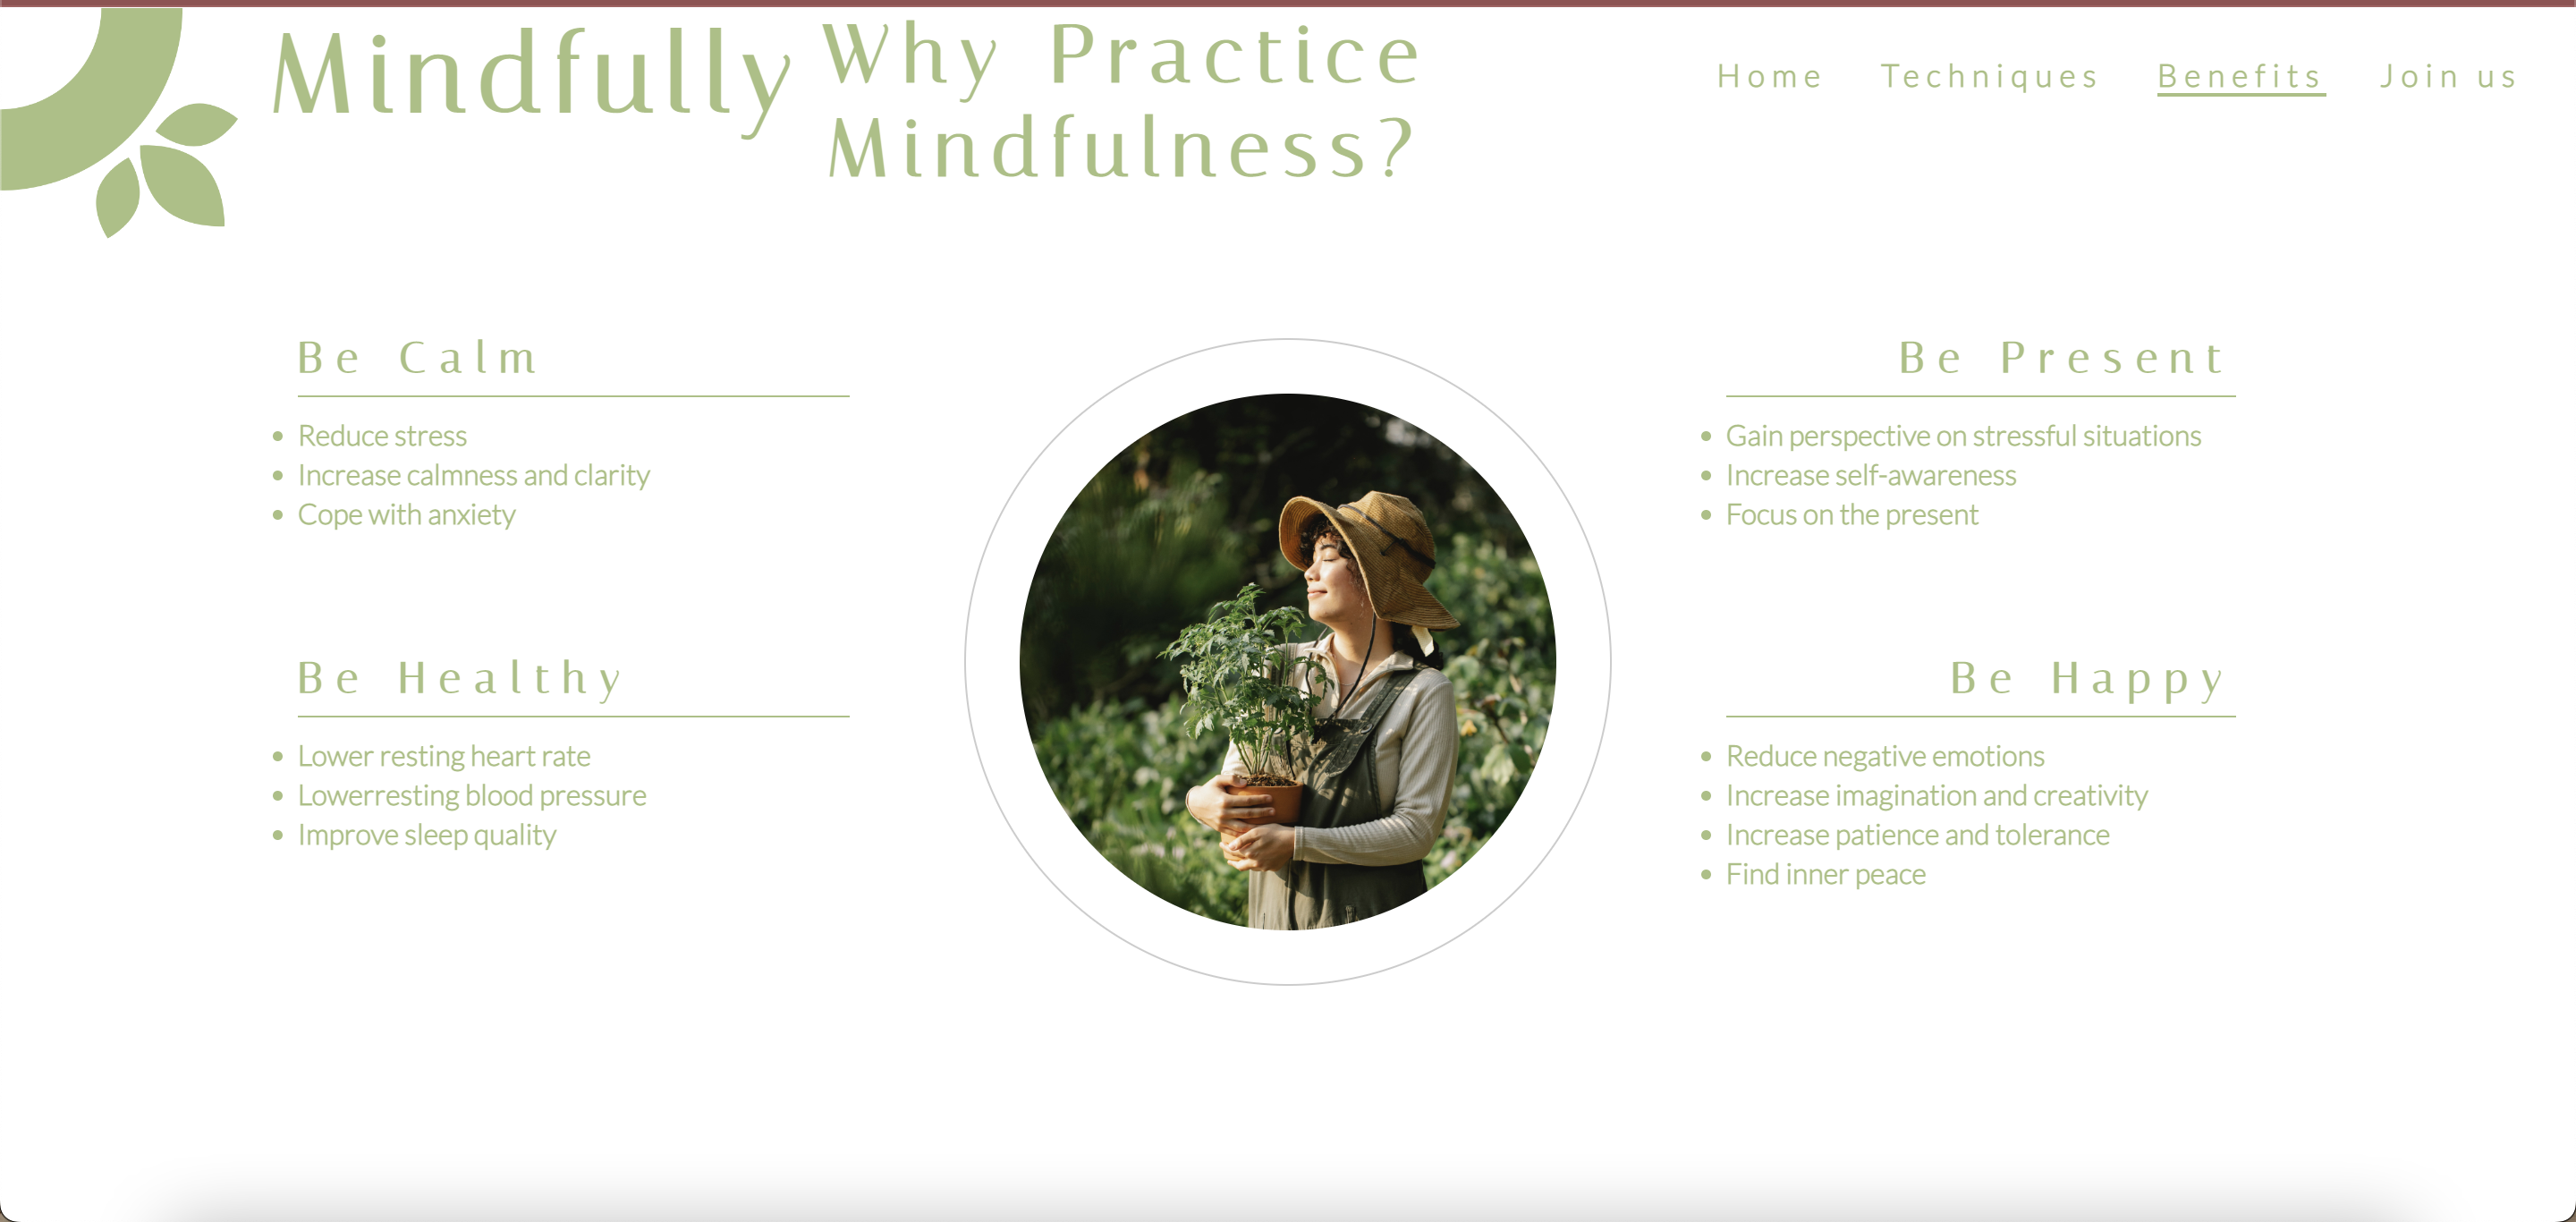 Mindfully
Why Practice
Mindfulness?
Home
Techniques
Benefits
Join us
Be Calm
Reduce stress
Increase calmness and clarity
Cope with anxiety
Be Healthy
Lower resting heart rate
Lowerresting blood pressure
Improve sleep quality
Be Present
Gain perspective on stressful situations
Increase self-awareness
Focus on the present
Be Happy
Reduce negative emotions
Increase imagination and creativity
Increase patience and tolerance
Find inner peace